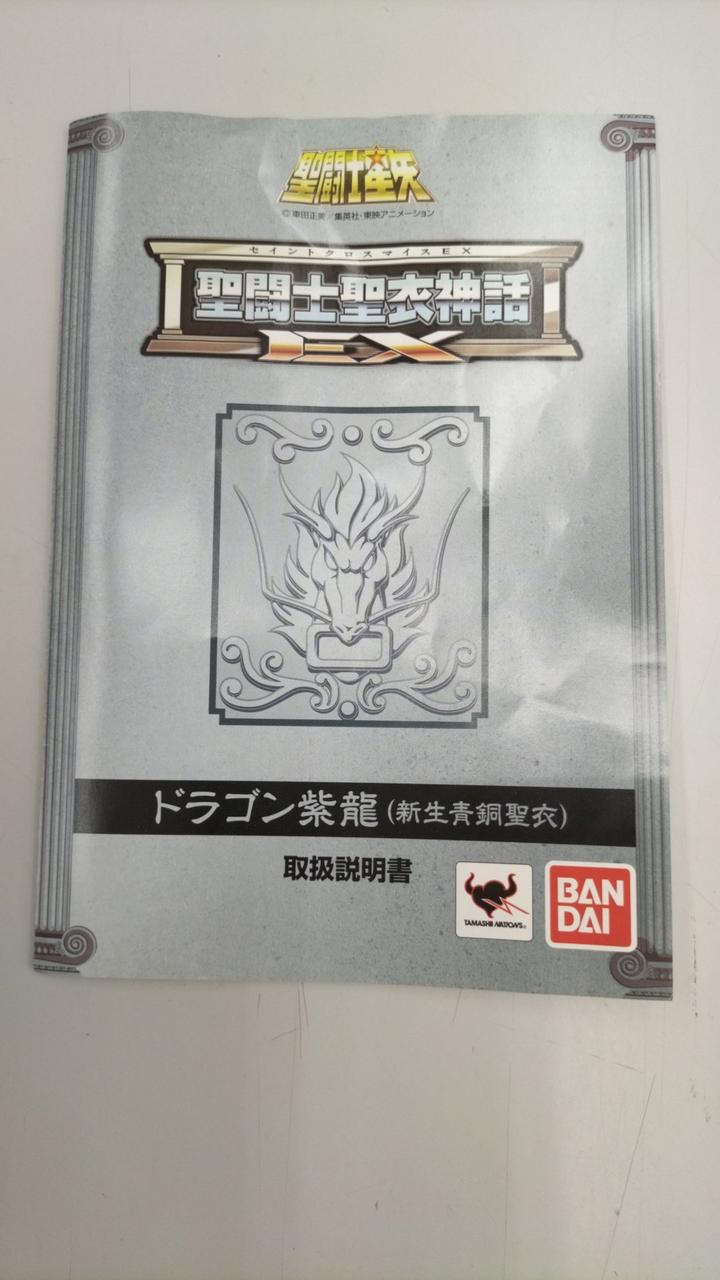 聖闘士星矢
©車田正美／集英社・東映アニメーション
セイントクロスマイスEX
聖闘士聖衣神話
EX
ドラゴン紫龍(新生青銅聖衣)
取扱説明書
TAMASHII NATIONS®
BAN
DAI